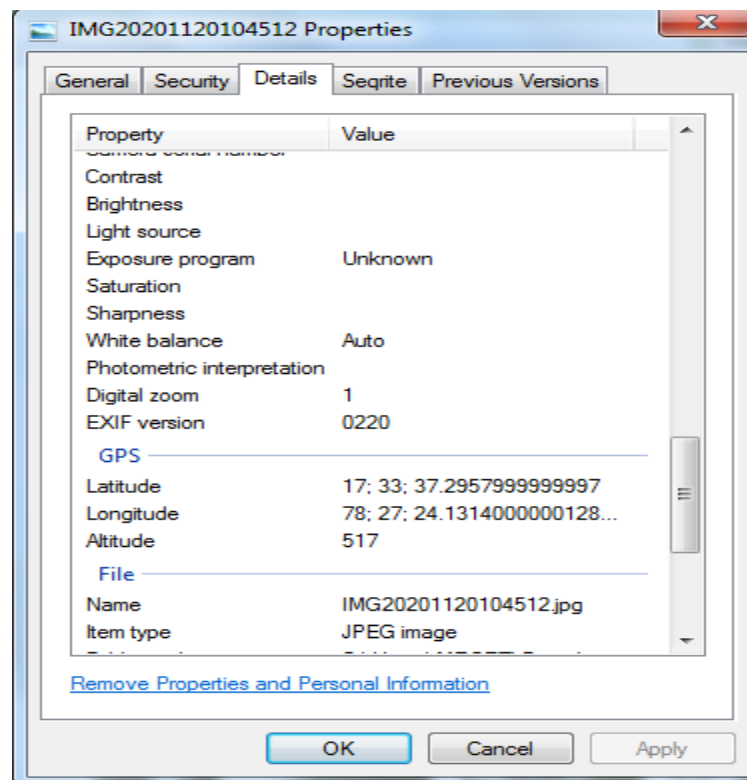 IMG20201120104512 Properties
General Security Details Seqrite Previous Versions
Property Value
Camera serial number
Contrast
Brightness
Light source
Exposure program Unknown
Saturation
Sharpness
White balance Auto
Photometric interpretation
Digital zoom 1
EXIF version 0220
GPS
Latitude 17; 33; 37.2957999999997
Longitude 78; 27; 24.1314000000128...
Altitude 517
File
Name IMG20201120104512.jpg
Item type JPEG image
Remove Properties and Personal Information
OK Cancel Apply